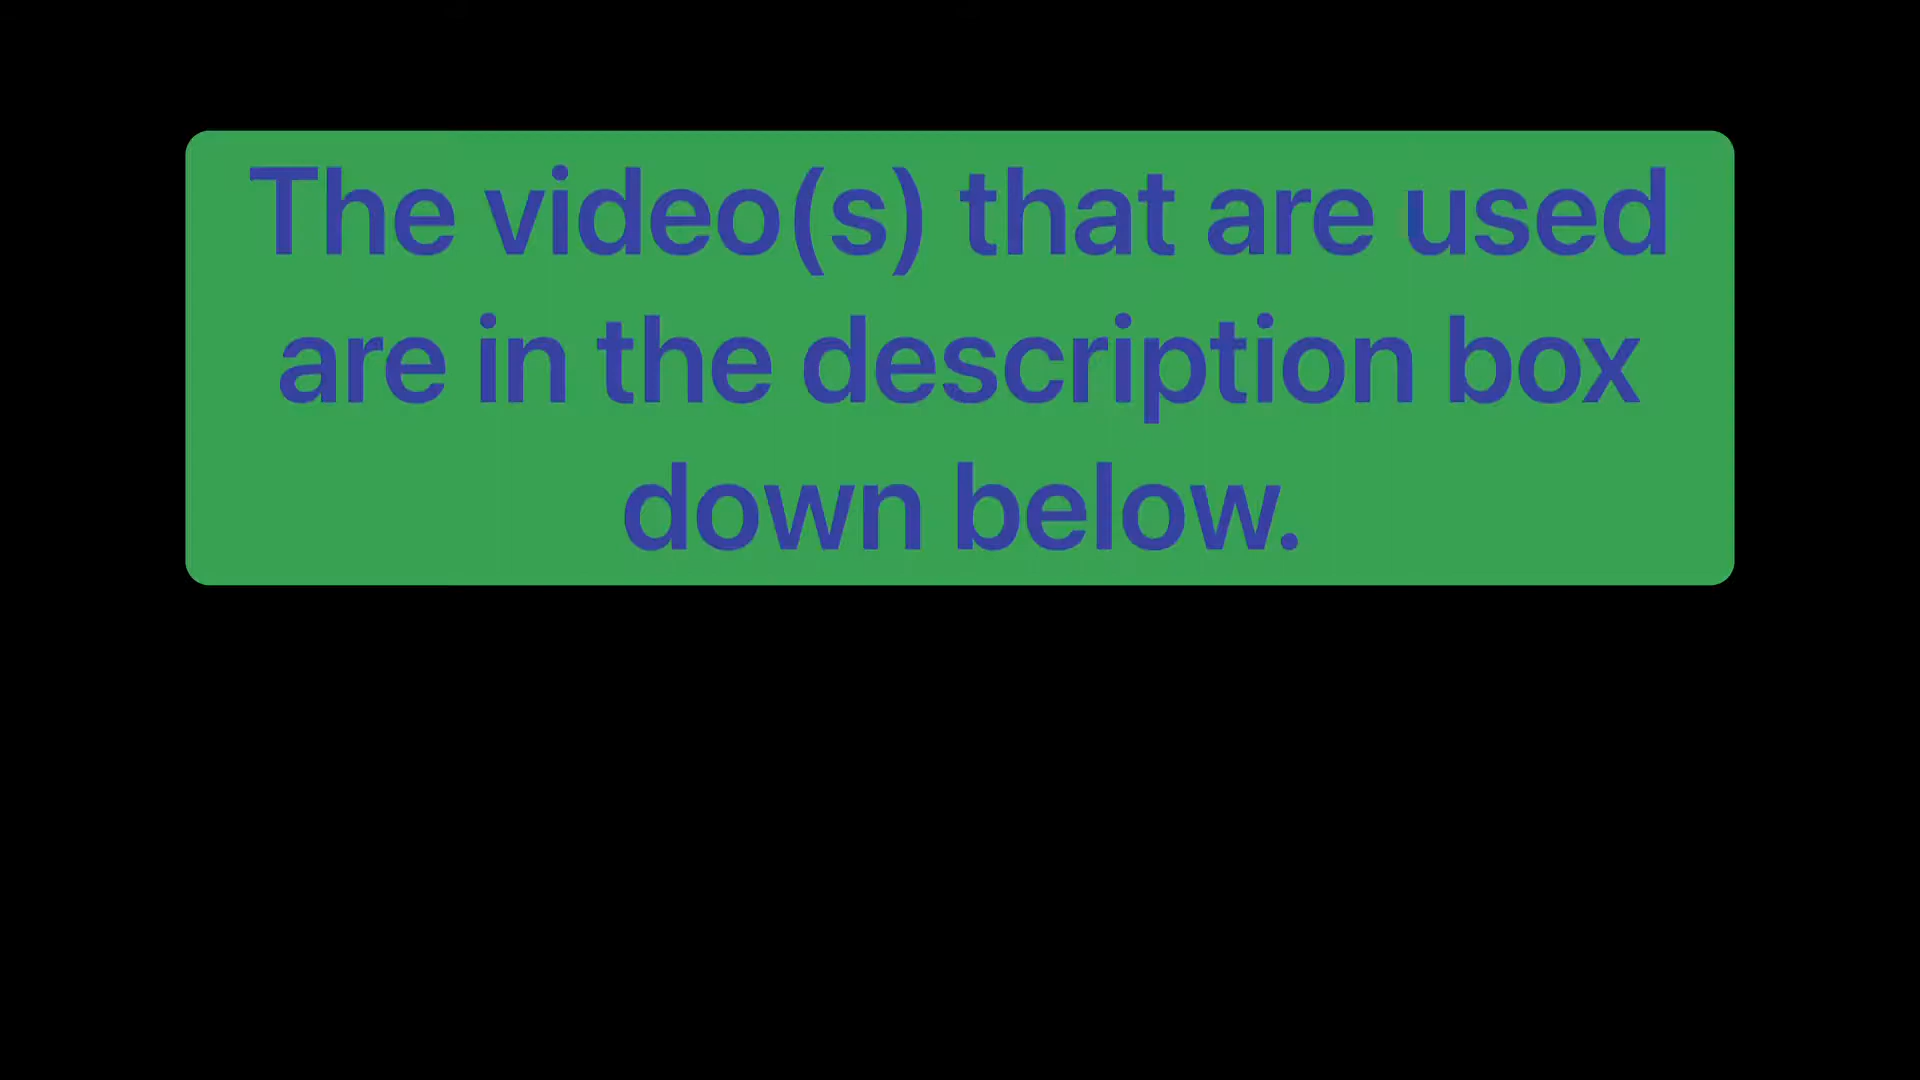 The video(s) that are used
are in the description box
down below.